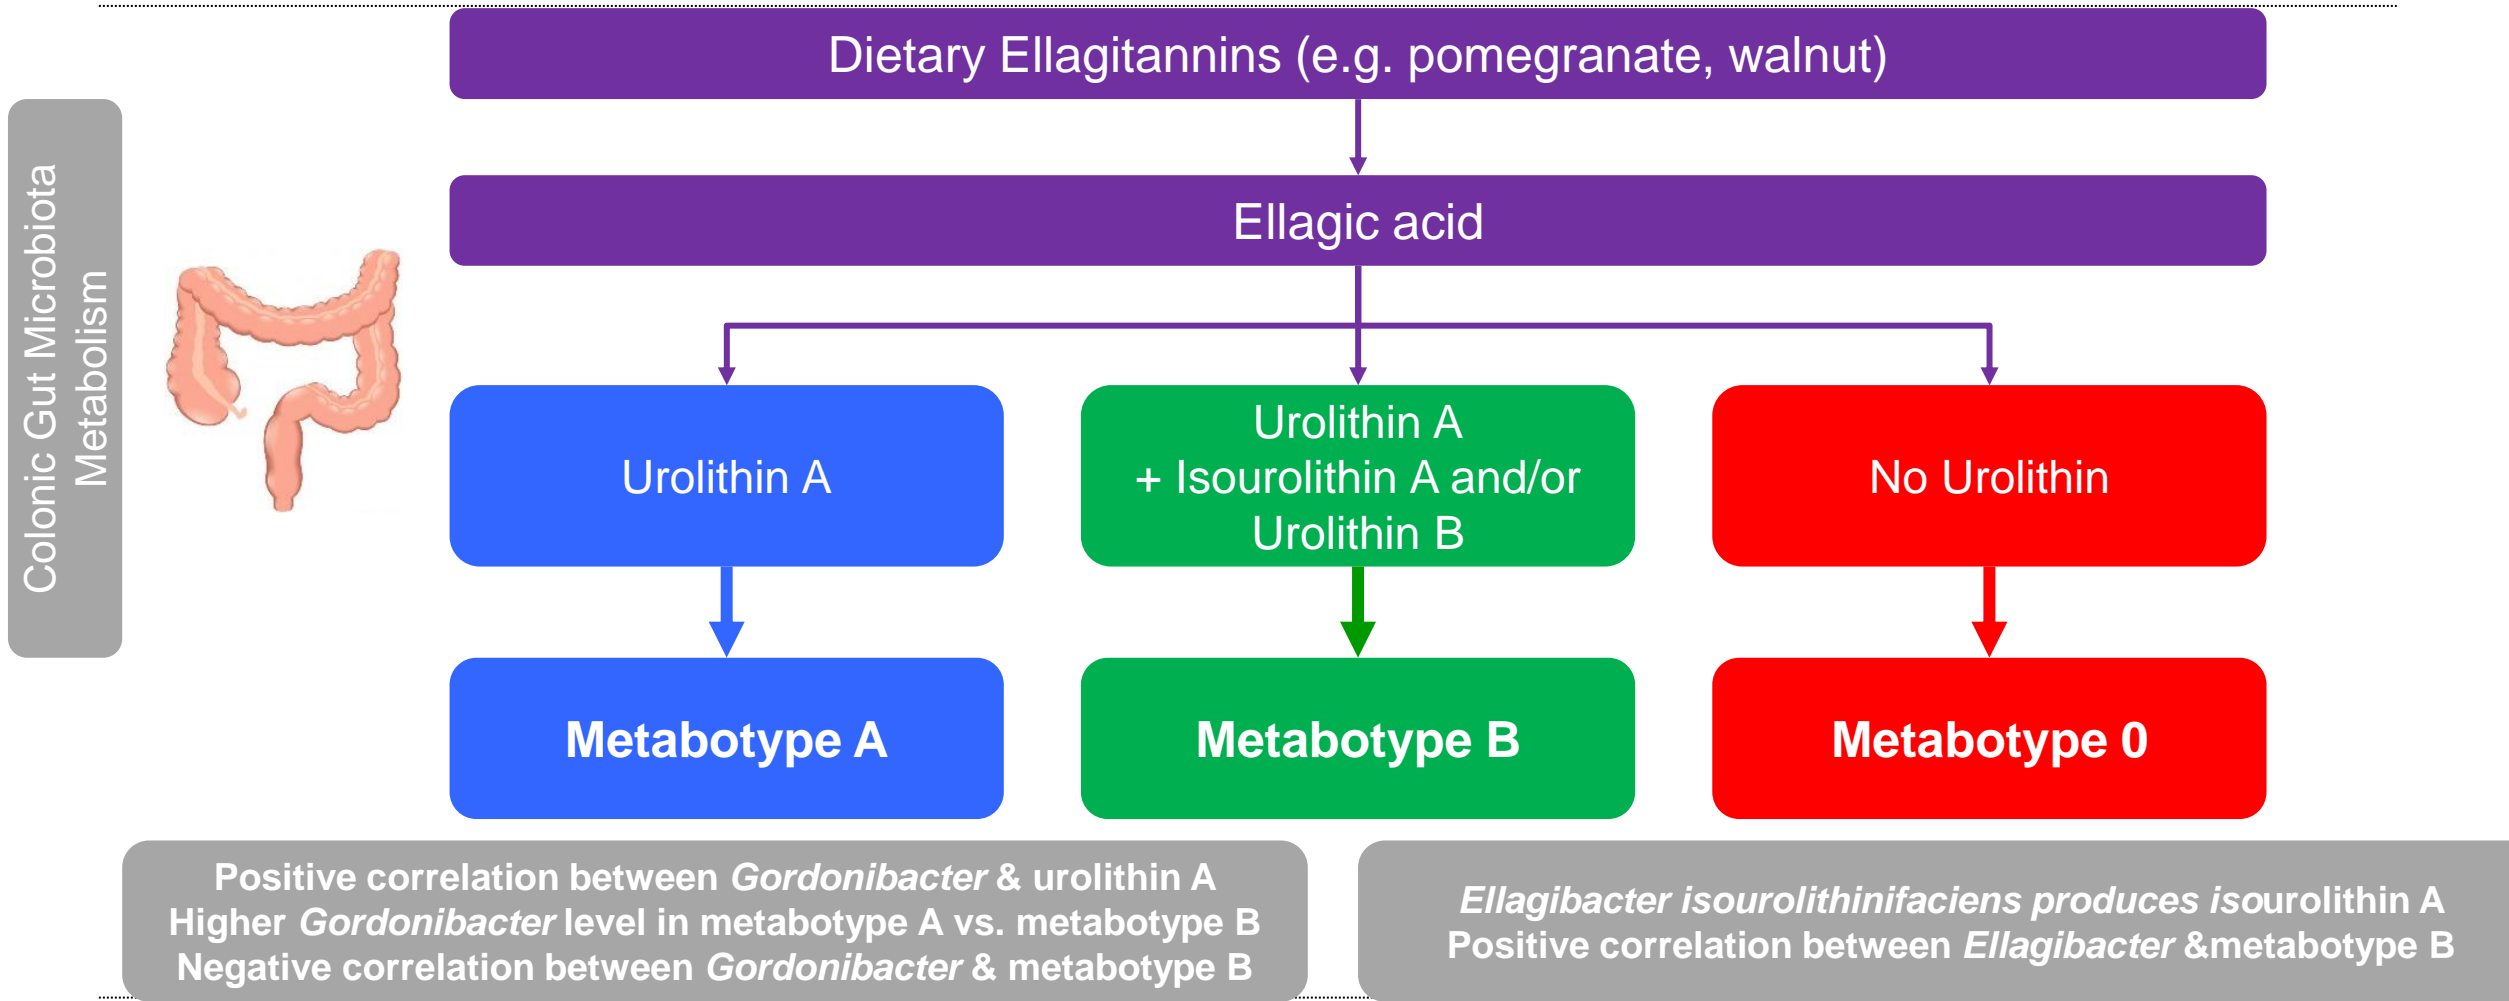 Dietary Ellagitannins (e.g. pomegranate, walnut)
Colonic Gut Microbiota
Metabolism
Ellagic acid
Urolithin A
Urolithin A
+ Isourolithin A and/or
Urolithin B
No Urolithin
Metabotype A
Metabotype B
Metabotype 0
Positive correlation between Gordonibacter & urolithin A
Higher Gordonibacter level in metabotype A vs. metabotype B
Negative correlation between Gordonibacter & metabotype B
Ellagibacter isourolithinifaciens produces isourolithin A
Positive correlation between Ellagibacter &metabotype B